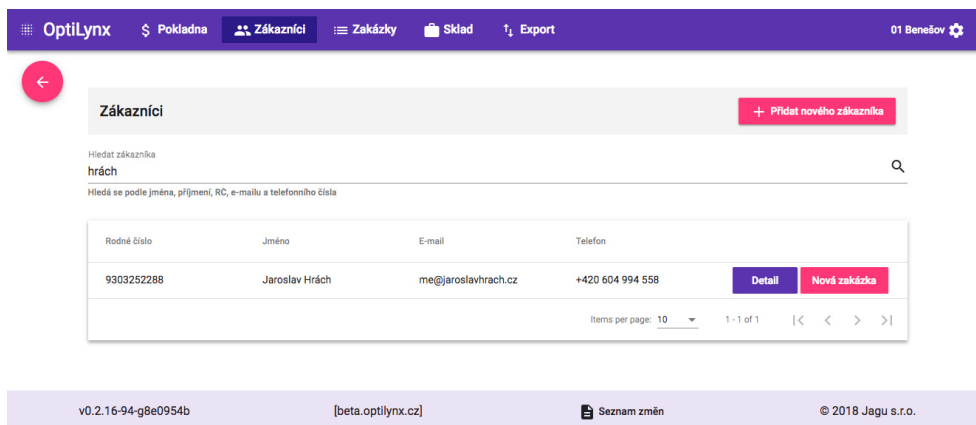 OptiLynx $ Pokladna Zákazníci Zakázky Sklad Export 01 Benešov
Zákazníci + Přidat nového zákazníka
Hledat zákazníka
hrách
Hledá se podle jména, příjmení, RČ, e-mailu a telefonního čísla
Rodné číslo Jméno E-mail Telefon
9303252288 Jaroslav Hrách me@jaroslavhrach.cz +420 604 994 558 Detail Nová zakázka
Items per page: 10 1 - 1 of 1
v0.2.16-94-g8e0954b [beta.optilynx.cz] Seznam změn © 2018 Jagu s.r.o.